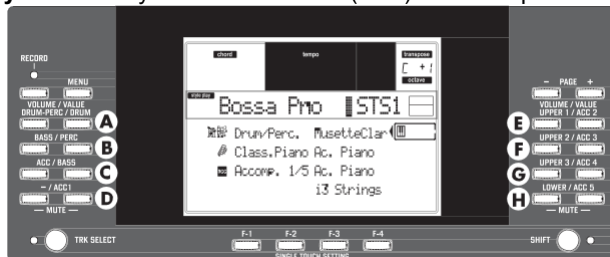 RECORD
MENU
chord
tempo
transpose
C +1
octave
PAGE
VOLUME / VALUE
DRUM-PERC / DRUM
A
VOLUME / VALUE
UPPER 1 / ACC 2
E
style play
Bossa Pno STS1
BASS / PERC
B
Drum/Perc. MusetteClar
UPPER 2 / ACC 3
F
ACC / BASS
C
Class.Piano Ac. Piano
UPPER 3 / ACC 4
G
Accomp. 1/5 Ac. Piano
– / ACC1
D
— MUTE —
i3 Strings
LOWER / ACC 5
H
— MUTE —
TRK SELECT
F-1 F-2 F-3 F-4
SHIFT
SINGLE TOUCH SETTING